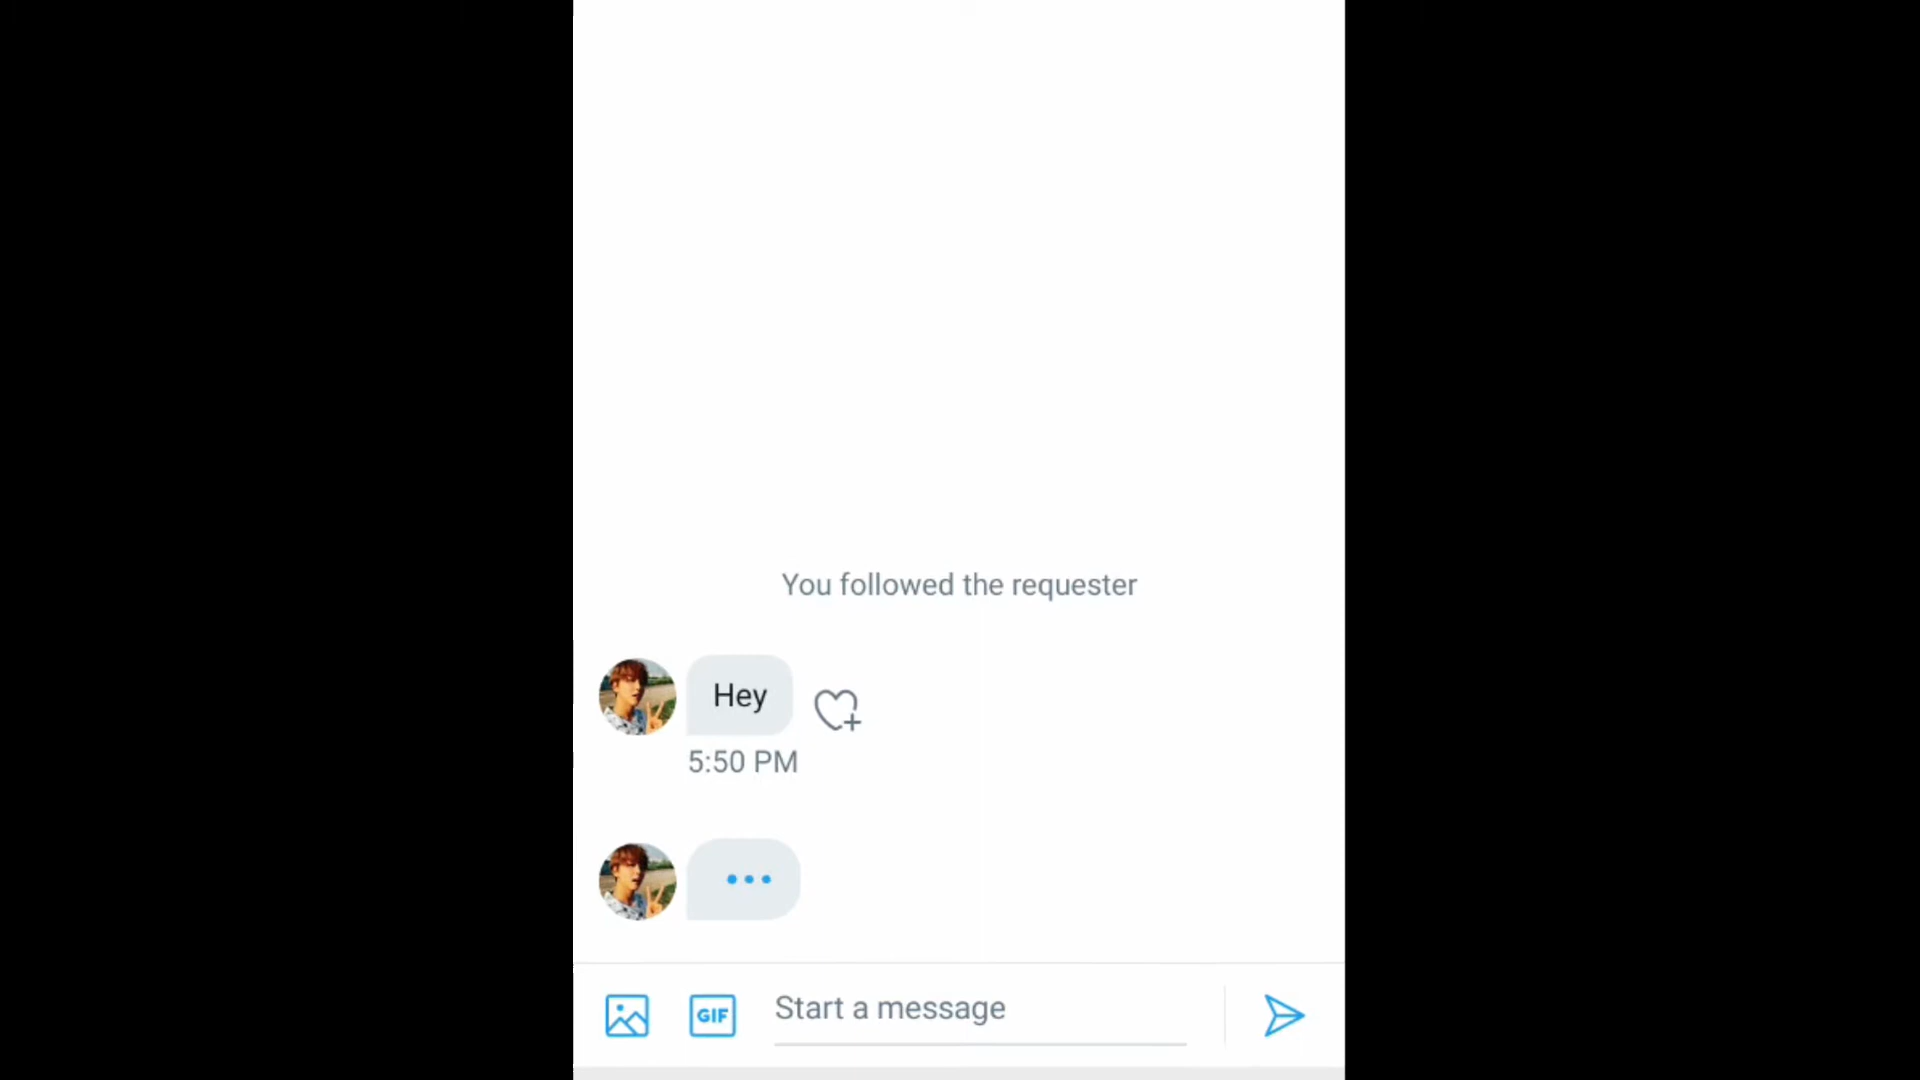 You followed the requester
Hey
5:50 PM
GIF
Start a message